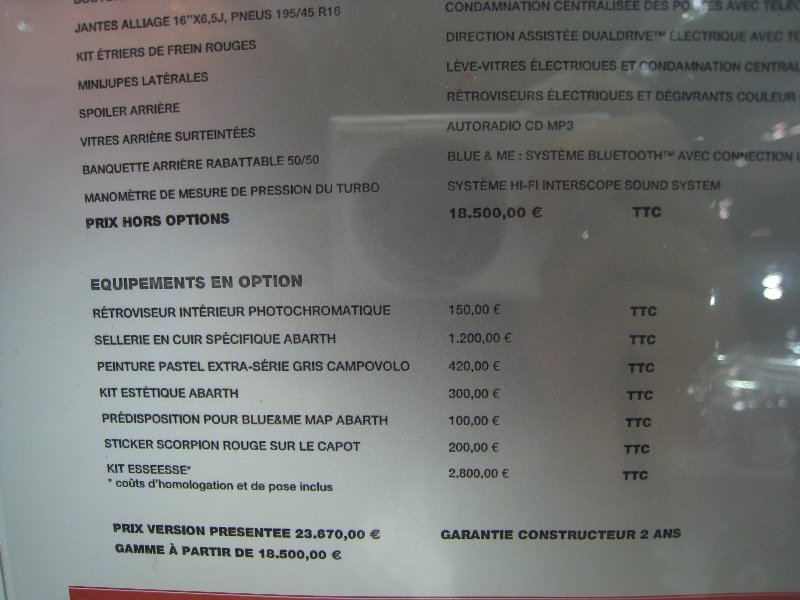 JANTES ALLIAGE 16"X6,5J, PNEUS 195/45 R16
KIT ÉTRIERS DE FREIN ROUGES
MINIJUPES LATÉRALES
SPOILER ARRIÈRE
VITRES ARRIÈRE SURTEINTÉES
BANQUETTE ARRIÈRE RABATTABLE 50/50
MANOMÈTRE DE MESURE DE PRESSION DU TURBO
CONDAMNATION CENTRALISÉE DES PORTES AVEC
DIRECTION ASSISTÉE DUALDRIVE™ ÉLECTRIQUE AVEC
LÈVE-VITRES ÉLECTRIQUES ET CONDAMNATION
RÉTROVISEURS ÉLECTRIQUES ET DÉGIVRANTS COULEUR
AUTORADIO CD MP3
BLUE & ME : SYSTÈME BLUETOOTH™ AVEC CONNECTION
SYSTÈME HI-FI INTERSCOPE SOUND SYSTEM
PRIX HORS OPTIONS 18.500,00 € TTC
EQUIPEMENTS EN OPTION
RÉTROVISEUR INTÉRIEUR PHOTOCHROMATIQUE 150,00 € TTC
SELLERIE EN CUIR SPÉCIFIQUE ABARTH 1.200,00 € TTC
PEINTURE PASTEL EXTRA-SÉRIE GRIS CAMPOVOLO 420,00 € TTC
KIT ESTÉTIQUE ABARTH 300,00 € TTC
PRÉDISPOSITION POUR BLUE&ME MAP ABARTH 100,00 € TTC
STICKER SCORPION ROUGE SUR LE CAPOT 200,00 € TTC
KIT ESSEESSE* 2.800,00 € TTC
* coûts d'homologation et de pose inclus
PRIX VERSION PRESENTEE 23.670,00 € GARANTIE CONSTRUCTEUR 2 ANS
GAMME À PARTIR DE 18.500,00 €